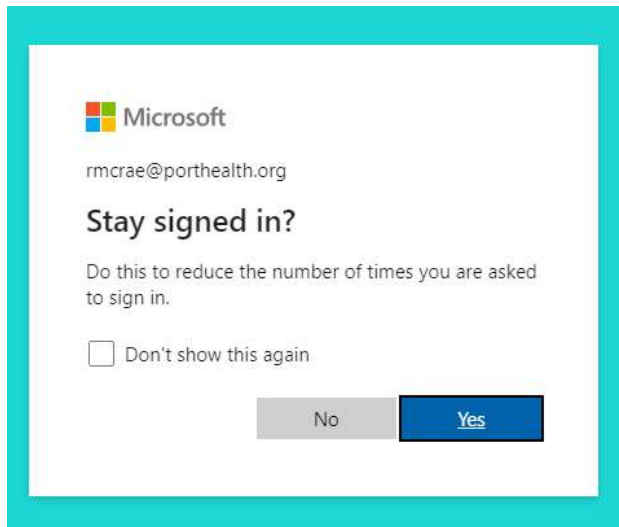 Microsoft
rmcrae@porthealth.org
Stay signed in?
Do this to reduce the number of times you are asked
to sign in.
Don't show this again
No
Yes